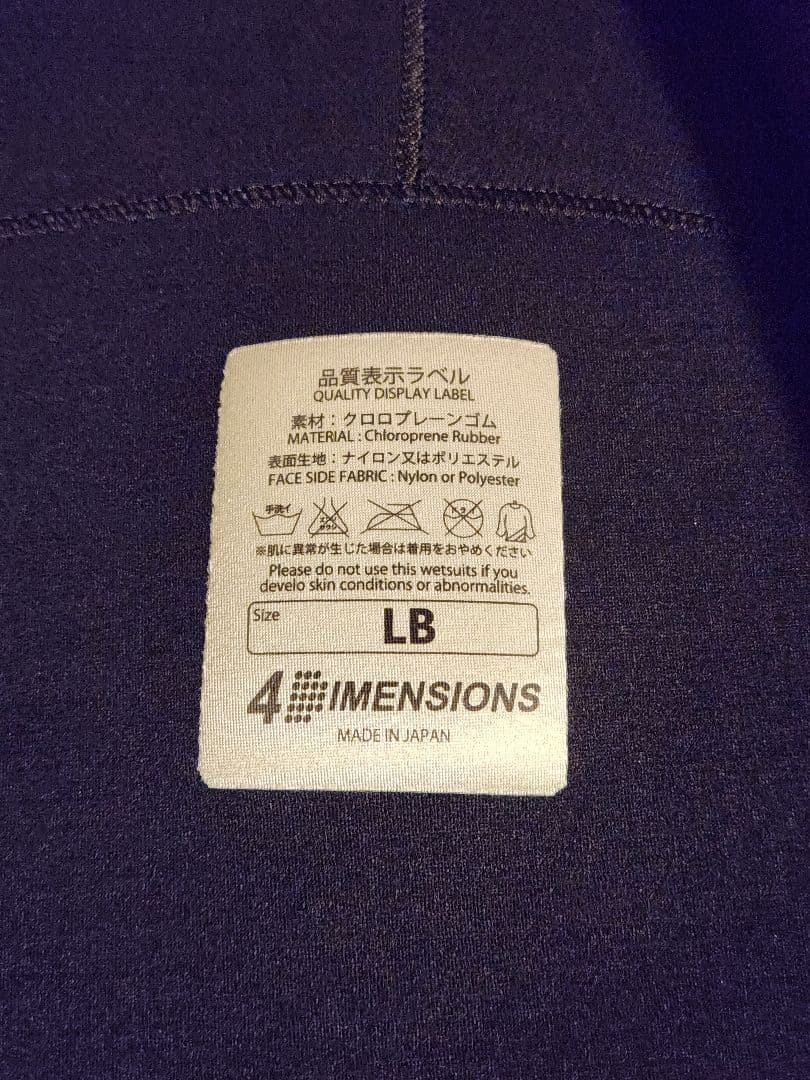 品質表示ラベル
QUALITY DISPLAY LABEL
素材：クロロプレーンゴム
MATERIAL : Chloroprene Rubber
表面生地：ナイロン又はポリエステル
FACE SIDE FABRIC : Nylon or Polyester
手洗イ
※肌に異常が生じた場合は着用をおやめください
Please do not use this wetsuits if you
develo skin conditions or abnormalities.
Size LB
4DIMENSIONS
MADE IN JAPAN